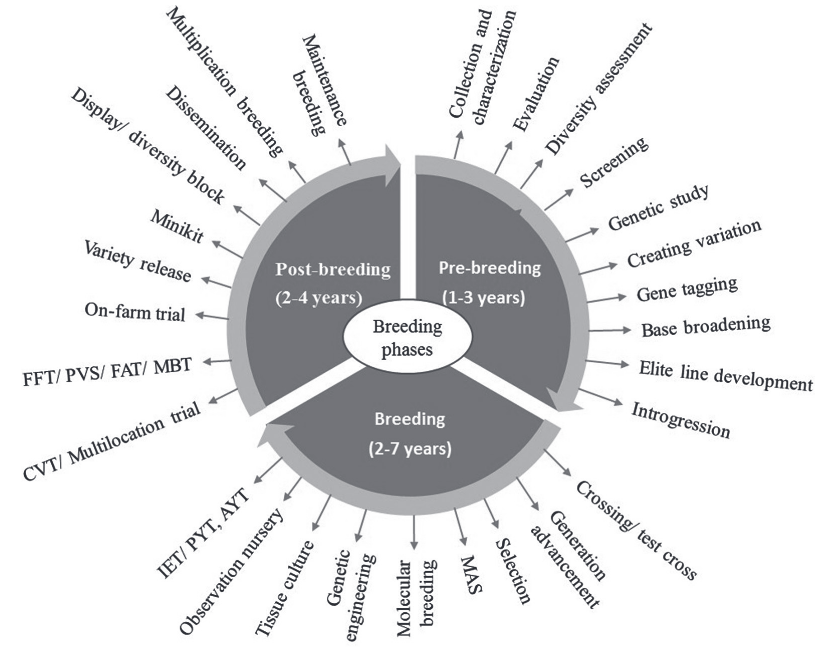 Breeding
phases
Pre-breeding
(1-3 years)
Collection and
characterization
Evaluation
Diversity assessment
Screening
Genetic study
Creating variation
Gene tagging
Base broadening
Elite line development
Introgression
Breeding
(2-7 years)
Crossing/ test cross
Generation
advancement
Selection
MAS
Molecular
breeding
Genetic
engineering
Tissue culture
Observation nursery
IET/ PYT, AYT
Post-breeding
(2-4 years)
CVT/ Multilocation trial
FFT/ PVS/ FAT/ MBT
On-farm trial
Variety release
Minikit
Display/ diversity block
Dissemination
Multiplication breeding
Maintenance
breeding